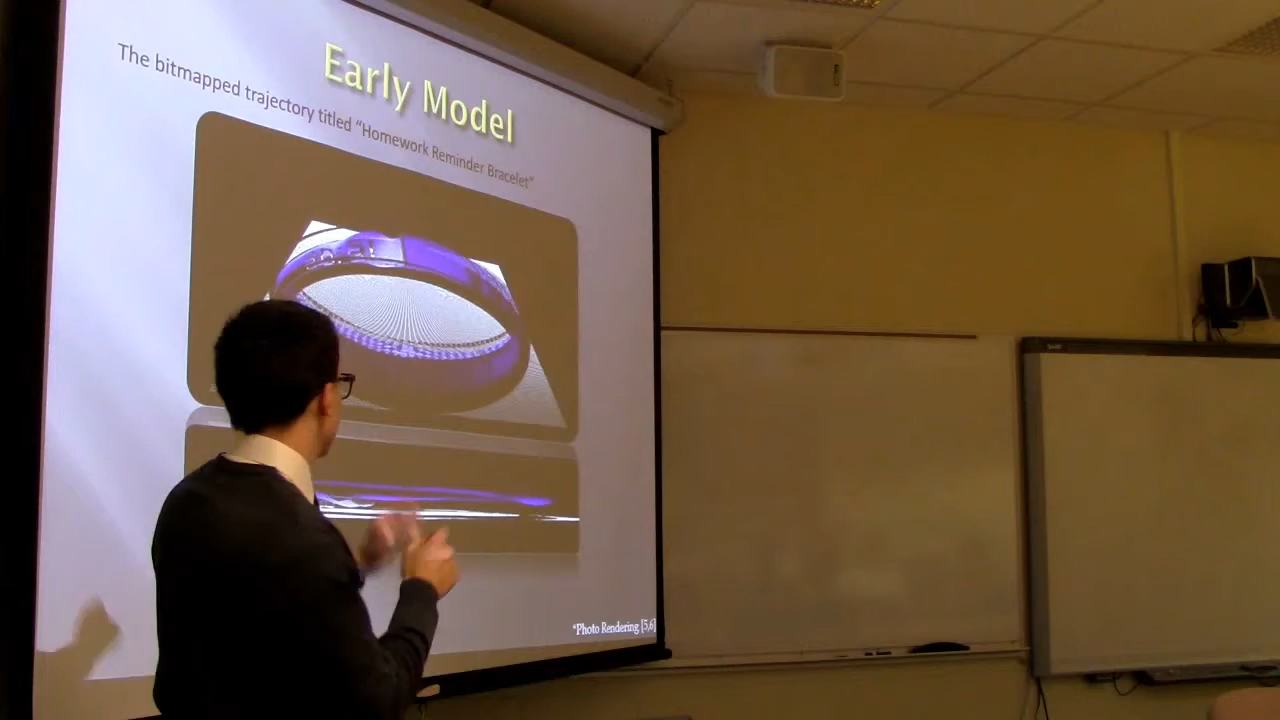 Early Model
The bitmapped trajectory titled “Homework Reminder Bracelet”
*Photo Rendering [5,6]